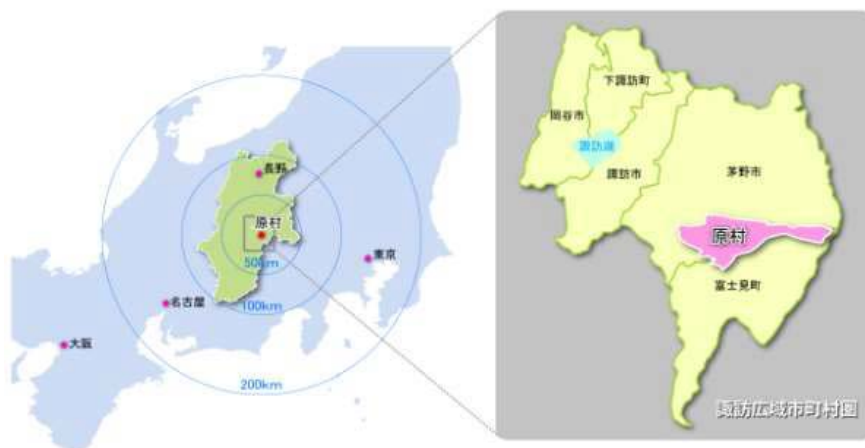 長野
原村
50km
東京
100km
名古屋
大阪
200km
下諏訪町
岡谷市
諏訪湖
諏訪市
茅野市
原村
富士見町
諏訪広域市町村図